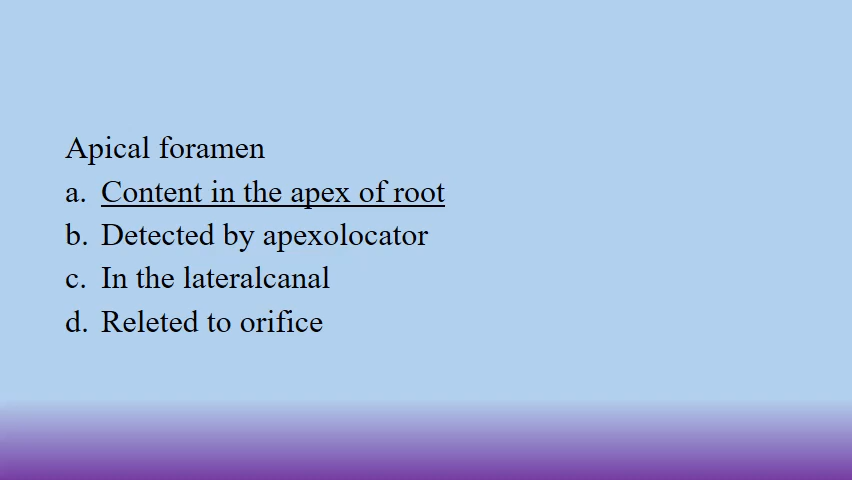 Apical foramen
a. Content in the apex of root
b. Detected by apexolocator
c. In the lateralcanal
d. Releted to orifice